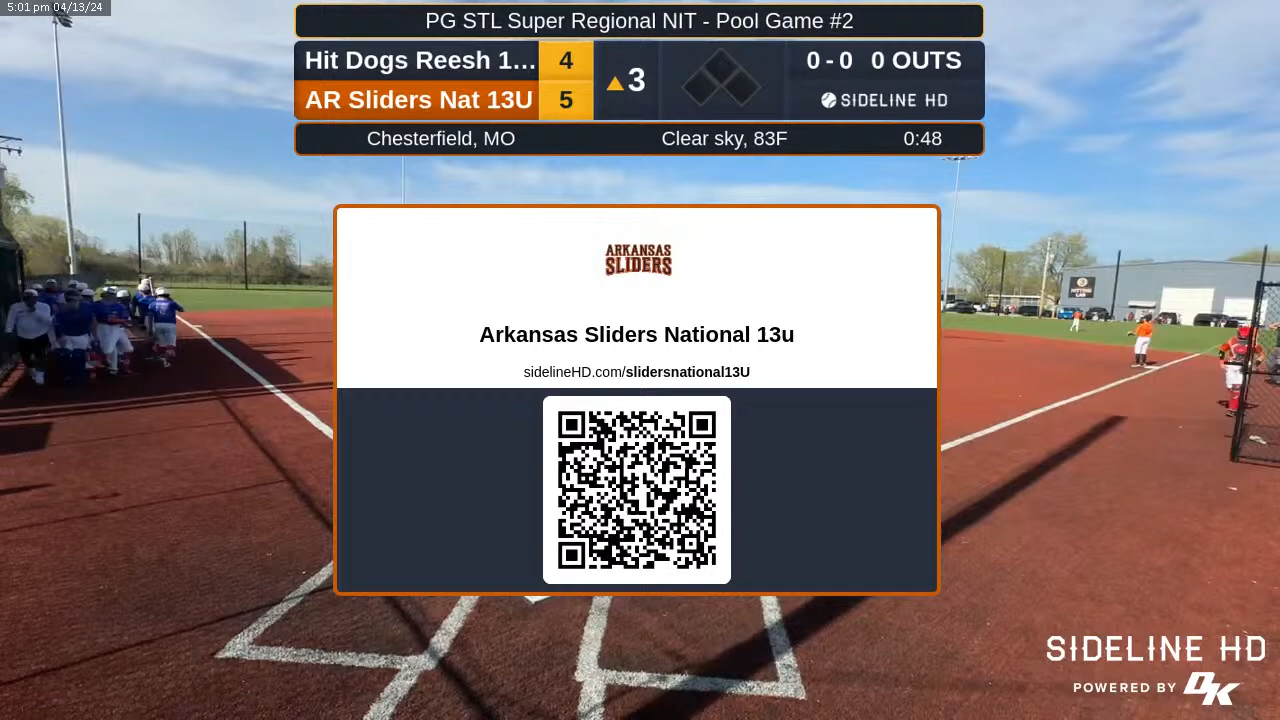 5:01 pm 04/13/24
PG STL Super Regional NIT - Pool Game #2
Hit Dogs Reesh 1... 4
AR Sliders Nat 13U 5
▲3
0 - 0 0 OUTS
SIDELINE HD
Chesterfield, MO Clear sky, 83F 0:48
ARKANSAS
SLIDERS
Arkansas Sliders National 13u
sidelineHD.com/slidersnational13U
SIDELINE HD
POWERED BY DK